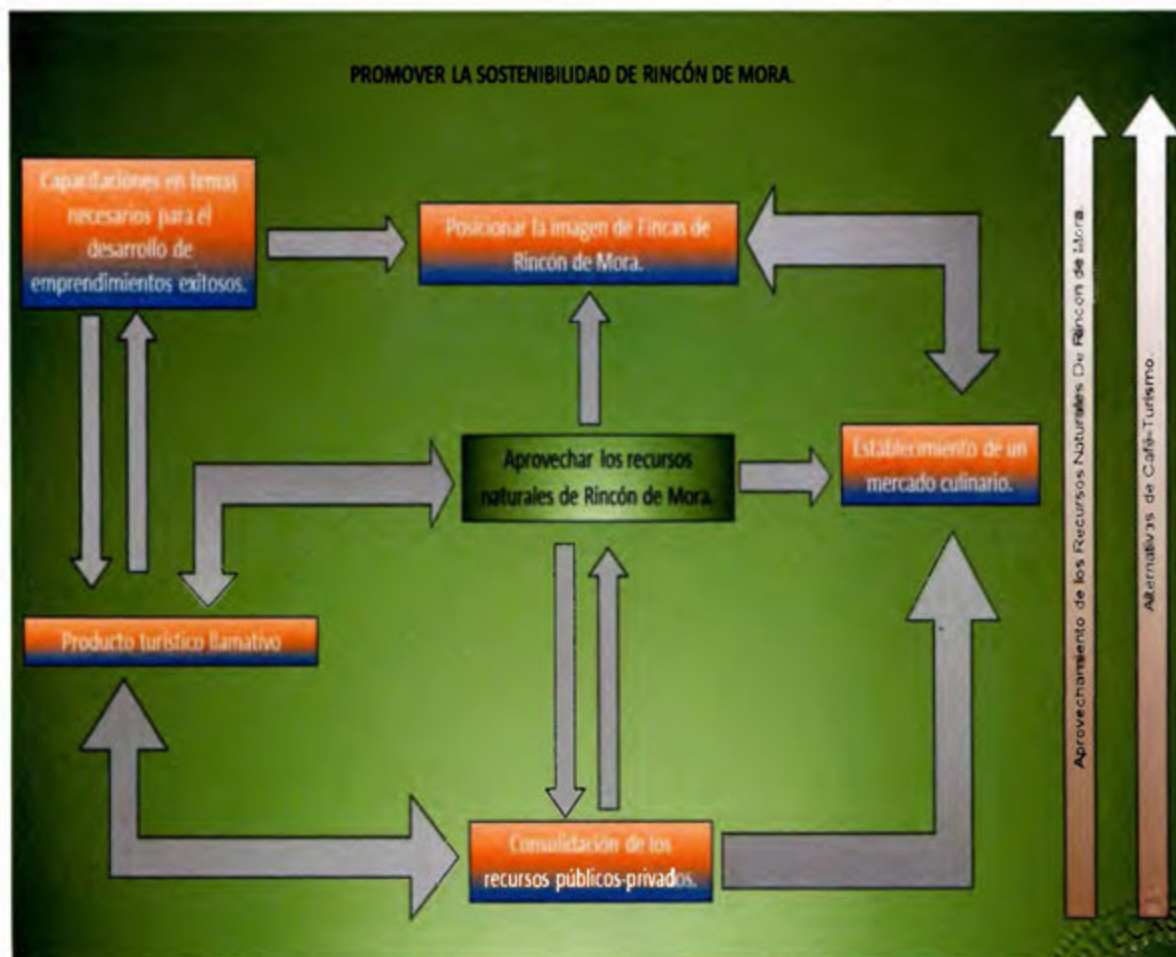 PROMOVER LA SOSTENIBILIDAD DE RINCÓN DE MORA.
Capacitaciones en temas
necesarios para el
desarrollo de
emprendimientos exitosos.
Posicionar la imagen de Fincas de
Rincón de Mora.
Aprovechar los recursos
naturales de Rincón de Mora.
Establecimiento de un
mercado culinario.
Producto turístico llamativo
Consolidación de los
recursos públicos-privados.
Aprovechamiento de los Recursos Naturales De Rincón de Mora.
Alternativas de Café-Turismo.